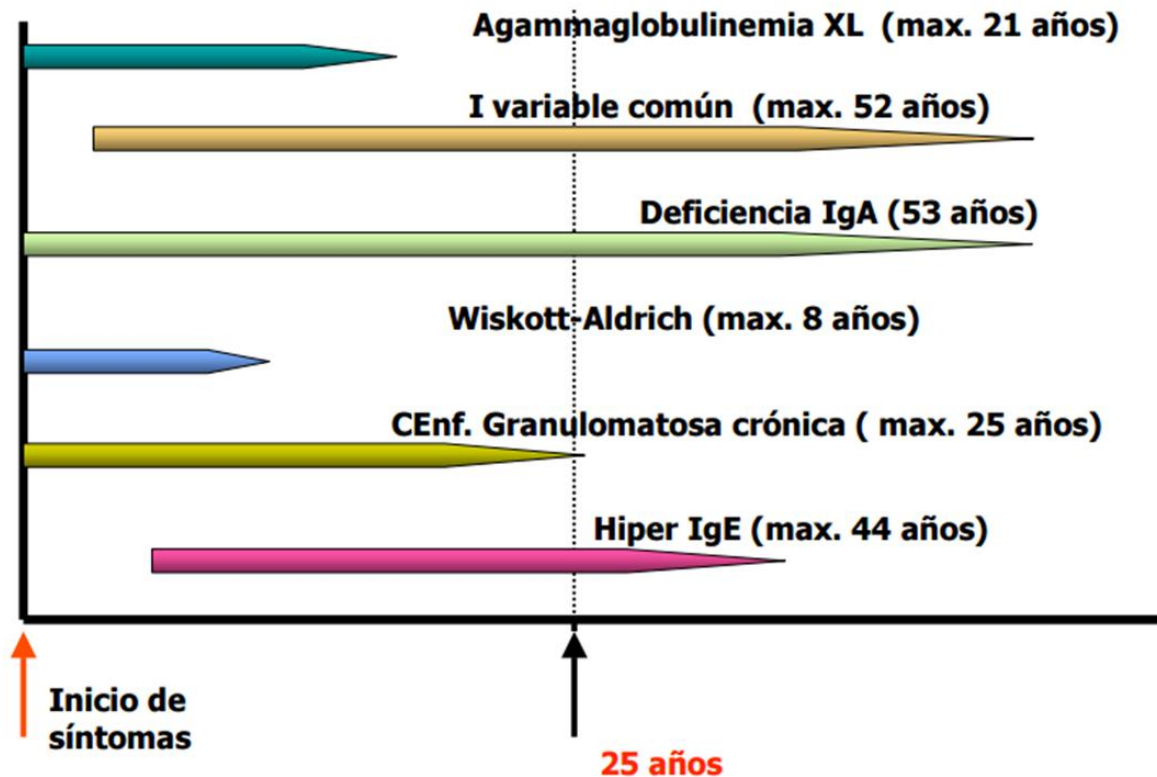 Agammaglobulinemia XL (max. 21 años)
I variable común (max. 52 años)
Deficiencia IgA (53 años)
Wiskott-Aldrich (max. 8 años)
CEnf. Granulomatosa crónica ( max. 25 años)
Hiper IgE (max. 44 años)
Inicio de
síntomas
25 años